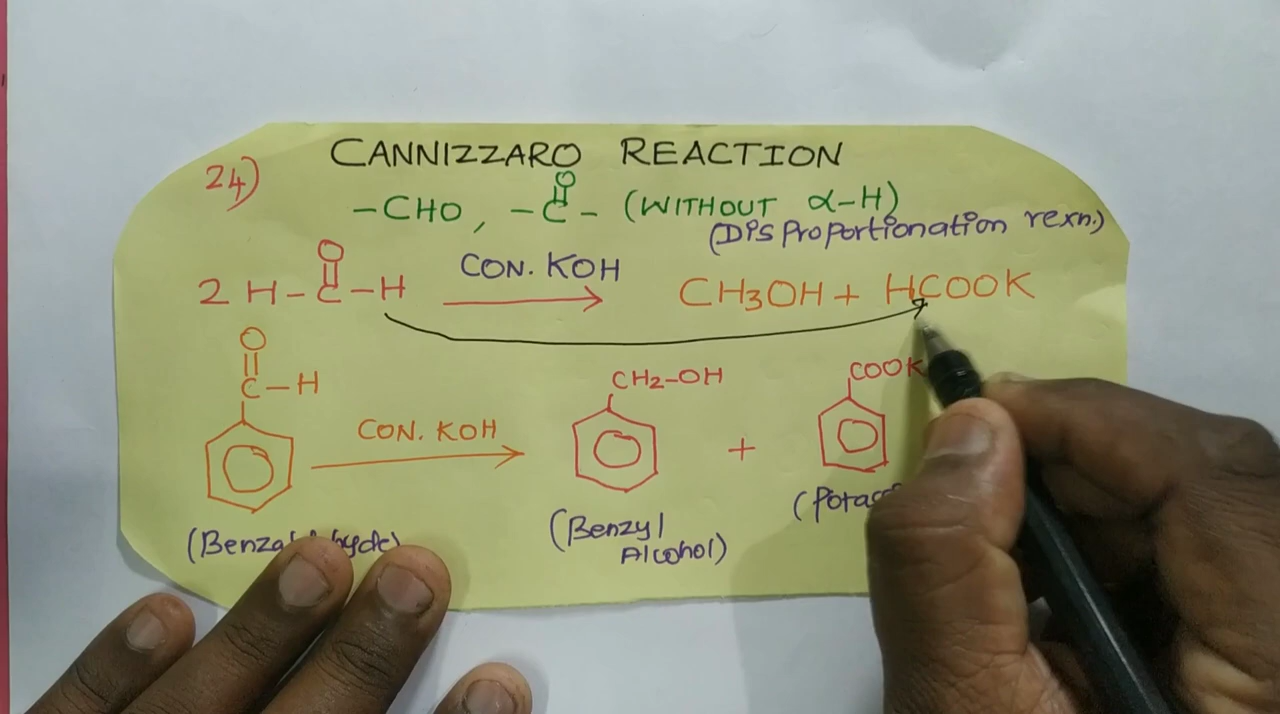 24) CANNIZZARO REACTION
-CHO, -C- (WITHOUT α-H)
O
(Disproportionation rexn.)
O
2 H-C-H CON. KOH CH3OH + HCOOK
O
C-H
CON. KOH
CH2-OH
+
COOK
(Benzyl
Alcohol)